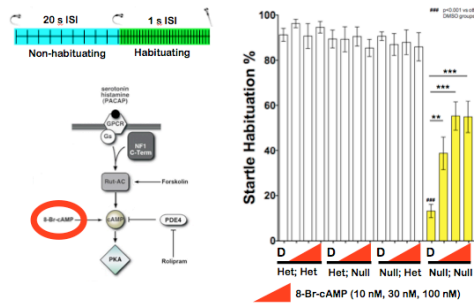 20 s ISI
1 s ISI
Non-habituating
Habituating
serotonin
histamine
(PACAP)
GPCR
Gα
NF1
C-Term
Rut-AC
Forskolin
8-Br-cAMP
cAMP
PDE4
PKA
Rolipram
### p<0.001 vs
DMSO groups
Startle Habituation %
100
80
60
40
20
0
***
***
**
###
D
D
D
D
Het; Het
Het; Null
Null; Het
Null; Null
8-Br-cAMP (10 nM, 30 nM, 100 nM)